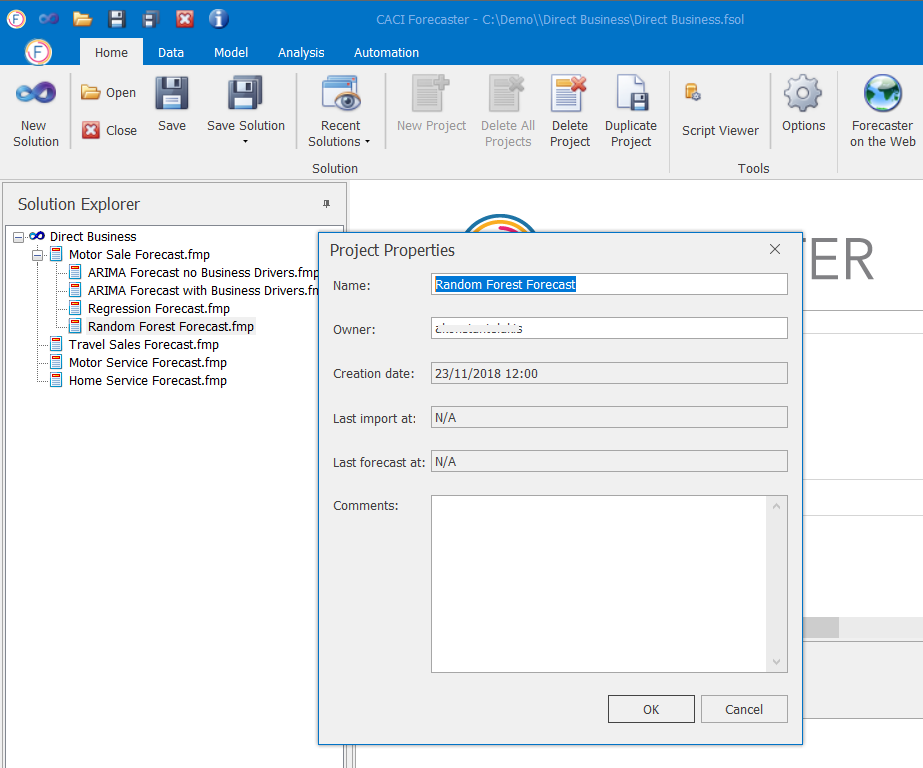 CACI Forecaster - C:\Demo\\Direct Business\Direct Business.fsol
F
Home Data Model Analysis Automation
New Solution
Open
Close
Save
Save Solution
Recent Solutions
New Project
Delete All Projects
Delete Project
Duplicate Project
Script Viewer
Options
Forecaster on the Web
Solution
Tools
Solution Explorer
Direct Business
Motor Sale Forecast.fmp
ARIMA Forecast no Business Drivers.fmp
ARIMA Forecast with Business Drivers.fm
Regression Forecast.fmp
Random Forest Forecast.fmp
Travel Sales Forecast.fmp
Motor Service Forecast.fmp
Home Service Forecast.fmp
ER
Project Properties
Name: Random Forest Forecast
Owner:
Creation date: 23/11/2018 12:00
Last import at: N/A
Last forecast at: N/A
Comments:
OK Cancel